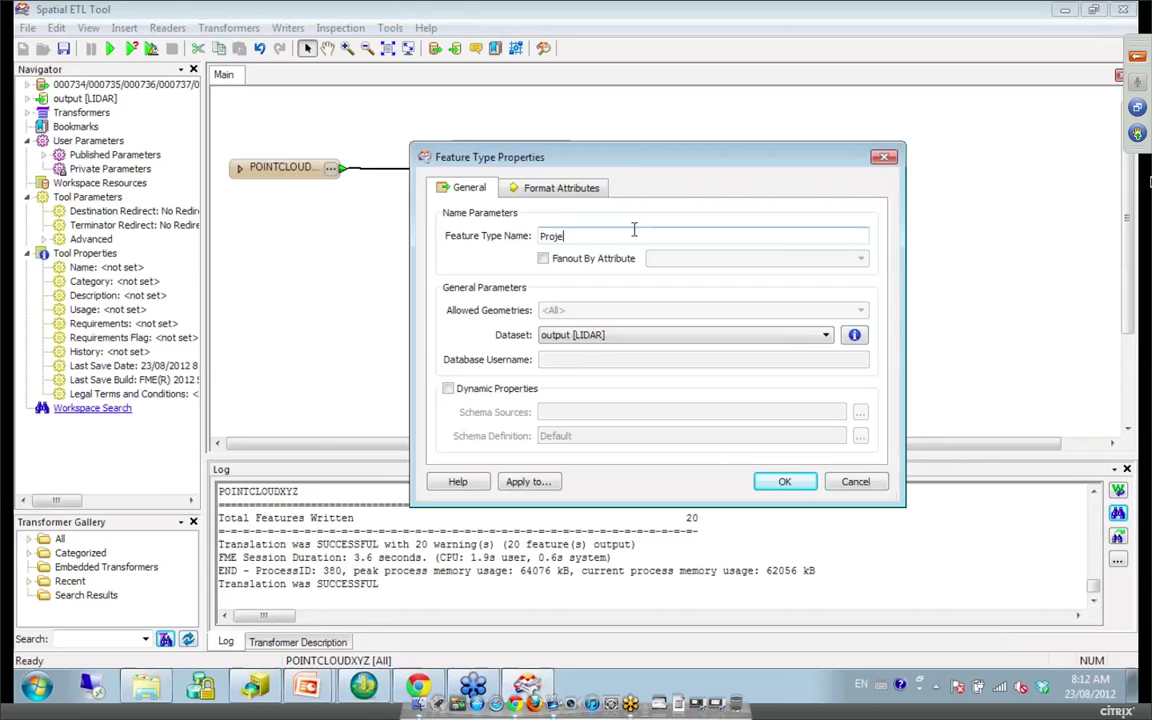 Spatial ETL Tool
File Edit View Insert Readers Transformers Writers Inspection Tools Help
Navigator
000734/000735/000736/000737/0
output [LIDAR]
Transformers
Bookmarks
User Parameters
Published Parameters
Private Parameters
Workspace Resources
Tool Parameters
Destination Redirect: No Redire
Terminator Redirect: No Redirec
Advanced
Tool Properties
Name: <not set>
Category: <not set>
Description: <not set>
Usage: <not set>
Requirements: <not set>
Requirements Flag: <not set>
History: <not set>
Last Save Date: 23/08/2012 8
Last Save Build: FME(R) 2012 S
Legal Terms and Conditions: <
Workspace Search
Transformer Gallery
All
Categorized
Embedded Transformers
Recent
Search Results
Search:
Main
POINTCLOUD...
Feature Type Properties
General
Format Attributes
Name Parameters
Feature Type Name: Proje
Fanout By Attribute
General Parameters
Allowed Geometries: <All>
Dataset: output [LIDAR]
Database Username:
Dynamic Properties
Schema Sources:
Schema Definition: Default
Help Apply to... OK Cancel
Log
POINTCLOUDXYZ
Total Features Written 20
Translation was SUCCESSFUL with 20 warning(s) (20 feature(s) output)
FME Session Duration: 3.6 seconds. (CPU: 1.9s user, 0.6s system)
END - ProcessID: 380, peak process memory usage: 64076 kB, current process memory usage: 62056 kB
Translation was SUCCESSFUL
Log Transformer Description
Ready POINTCLOUDXYZ [All] NUM
EN
8:12 AM
23/08/2012
CITRIX